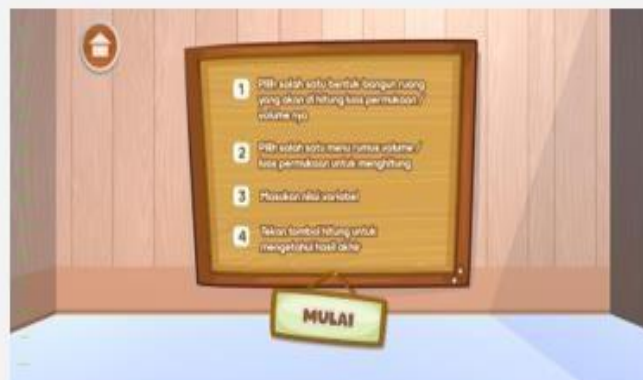 1 Pilih salah satu bentuk bangun ruang
yang akan di hitung luas permukaan /
volume nya
2 Pilih salah satu menu rumus volume /
luas permukaan untuk menghitung
3 Masukan nilai variabel
4 Tekan tombol hitung untuk
mengetahui hasil akhir
MULAI